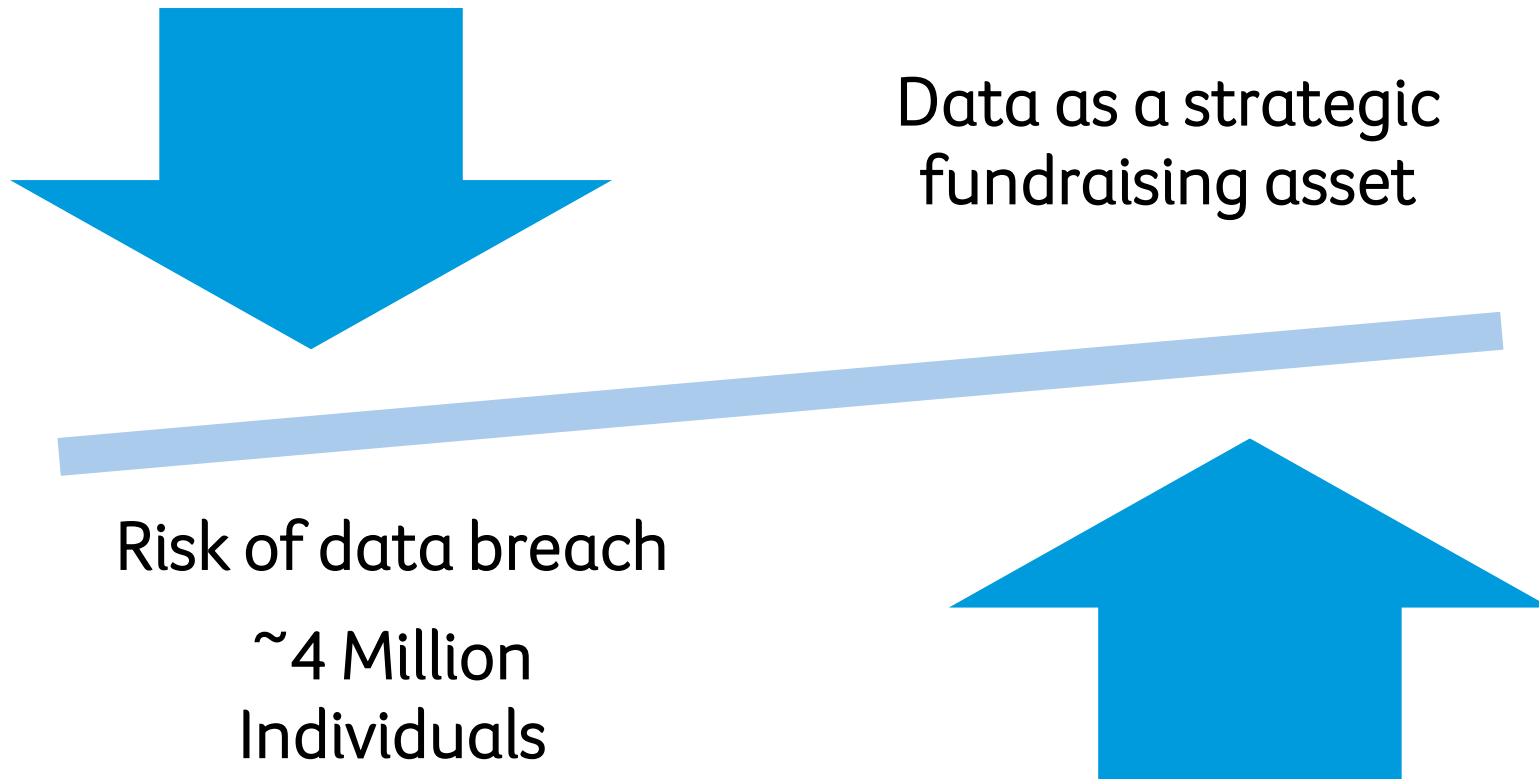 Data as a strategic
fundraising asset
Risk of data breach
~4 Million
Individuals